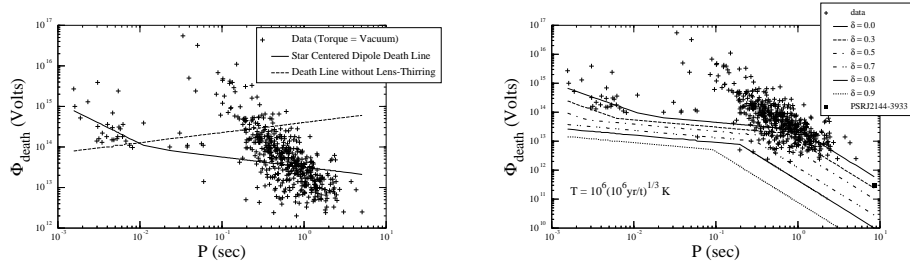 10^17
10^16
10^15
10^14
10^13
10^12
Φ_death (Volts)
10^-3
10^-2
10^-1
10^0
10^1
P (sec)
Data (Torque = Vacuum)
Star Centered Dipole Death Line
Death Line without Lens-Thirring
10^17
10^16
10^15
10^14
10^13
10^12
10^11
10^10
Φ_death (Volts)
10^-3
10^-2
10^-1
10^0
10^1
P (sec)
T = 10^6(10^6yr/t)^1/3 K
data
δ = 0.0
δ = 0.3
δ = 0.5
δ = 0.7
δ = 0.8
δ = 0.9
PSRJ2144-3933